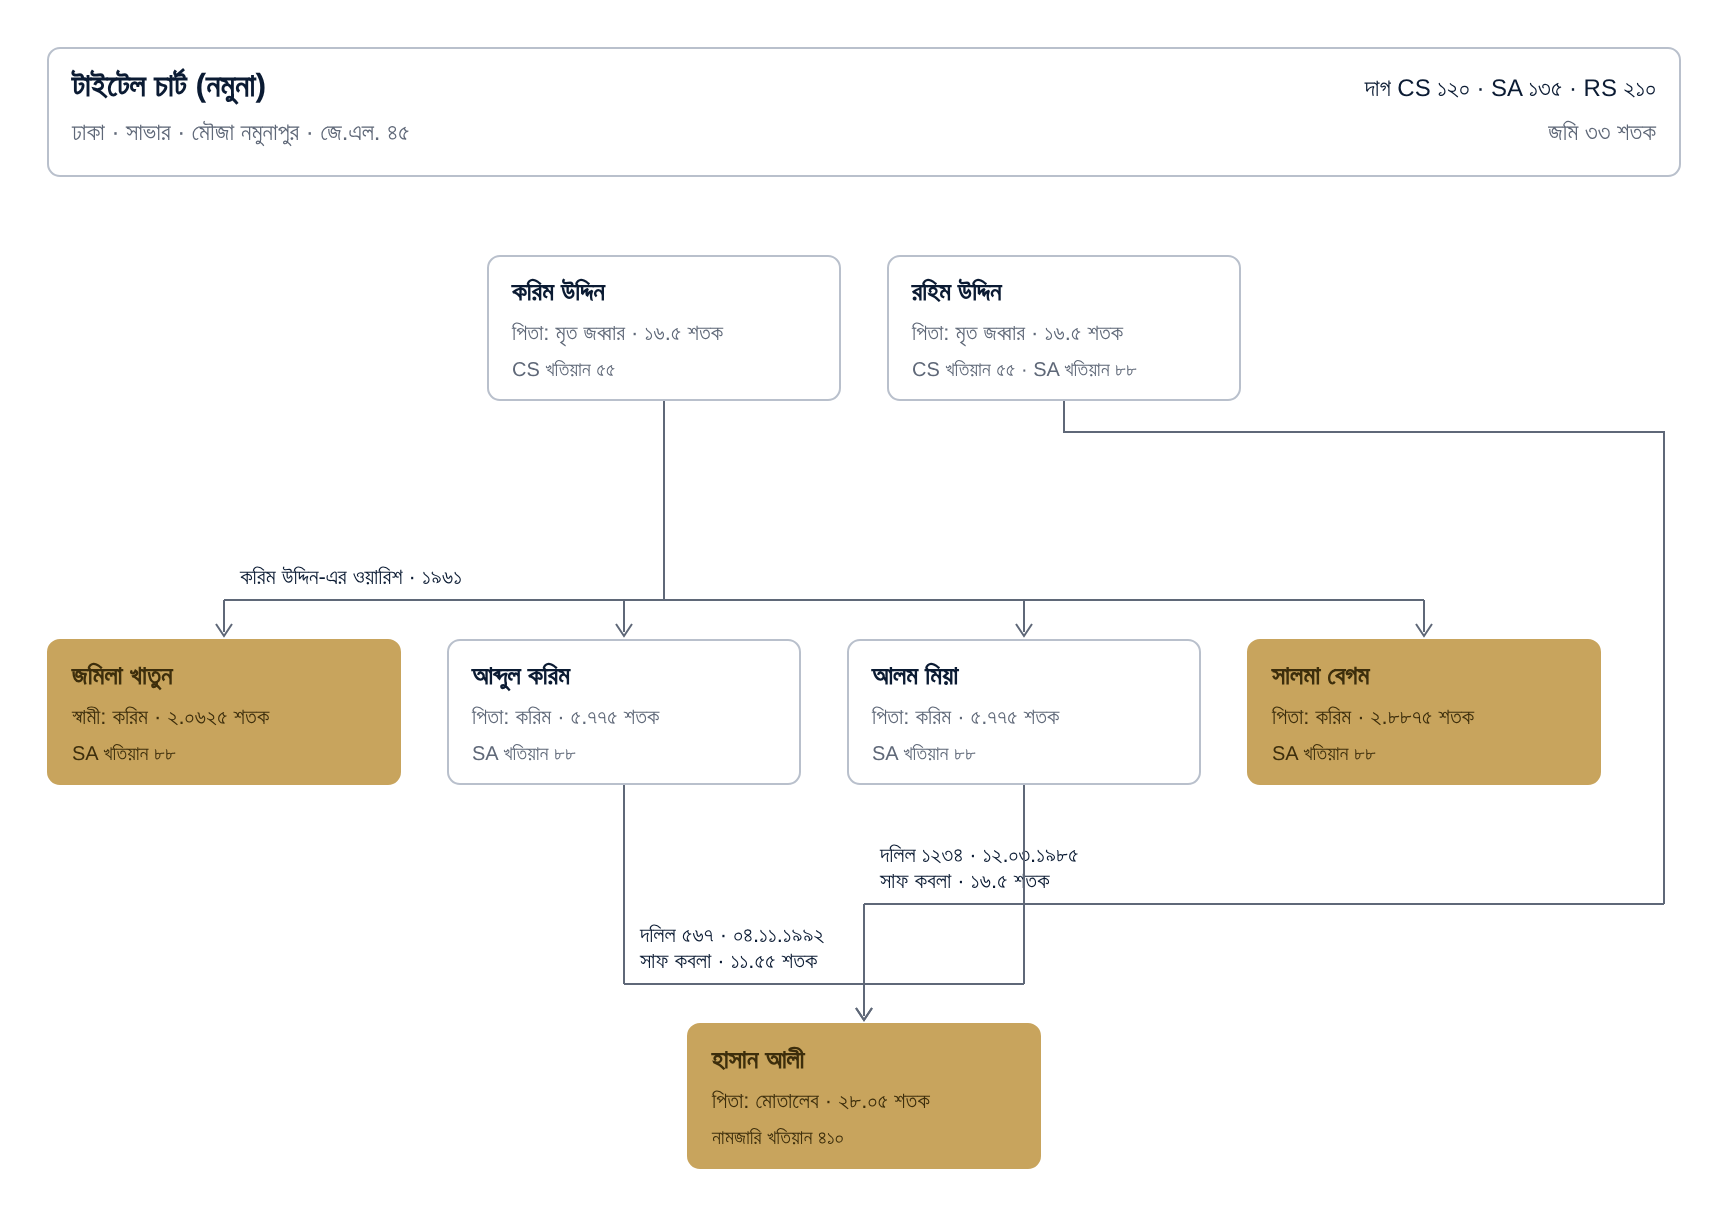 টাইটেল চার্ট (নমুনা)
দাগ CS ১২০ · SA ১৩৫ · RS ২১০
ঢাকা · সাভার · মৌজা নমুনাপুর · জে.এল. ৪৫
জমি ৩৩ শতক
করিম উদ্দিন
পিতা: মৃত জব্বার · ১৬.৫ শতক
CS খতিয়ান ৫৫
রহিম উদ্দিন
পিতা: মৃত জব্বার · ১৬.৫ শতক
CS খতিয়ান ৫৫ · SA খতিয়ান ৮৮
করিম উদ্দিন-এর ওয়ারিশ · ১৯৬১
জমিলা খাতুন
স্বামী: করিম · ২.০৬২৫ শতক
SA খতিয়ান ৮৮
আব্দুল করিম
পিতা: করিম · ৫.৭৭৫ শতক
SA খতিয়ান ৮৮
আলম মিয়া
পিতা: করিম · ৫.৭৭৫ শতক
SA খতিয়ান ৮৮
সালমা বেগম
পিতা: করিম · ২.৮৮৭৫ শতক
SA খতিয়ান ৮৮
দলিল ১২৩৪ · ১২.০৩.১৯৮৫
সাফ কবলা · ১৬.৫ শতক
দলিল ৫৬৭ · ০৪.১১.১৯৯২
সাফ কবলা · ১১.৫৫ শতক
হাসান আলী
পিতা: মোতালেব · ২৮.০৫ শতক
নামজারি খতিয়ান ৪১০